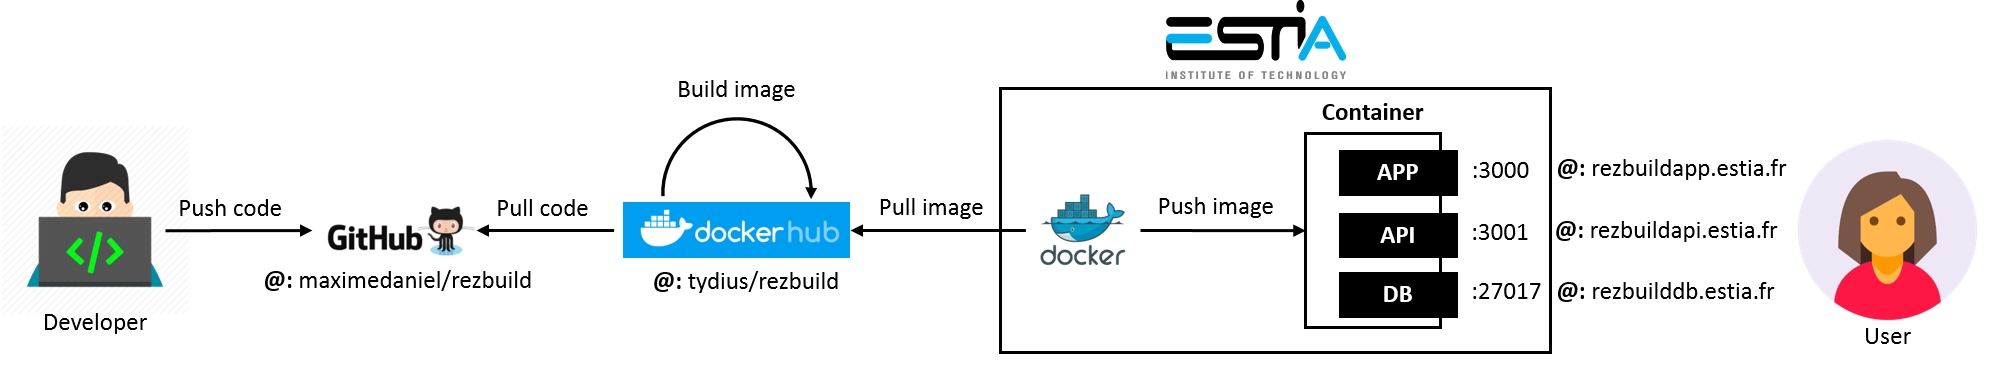 ESTIA
INSTITUTE OF TECHNOLOGY
Build image
Container
Push code
GitHub
@: maximedaniel/rezbuild
Pull code
dockerhub
@: tydius/rezbuild
Pull image
docker
Push image
APP :3000 @: rezbuildapp.estia.fr
API :3001 @: rezbuildapi.estia.fr
DB :27017 @: rezbuilddb.estia.fr
Developer
User